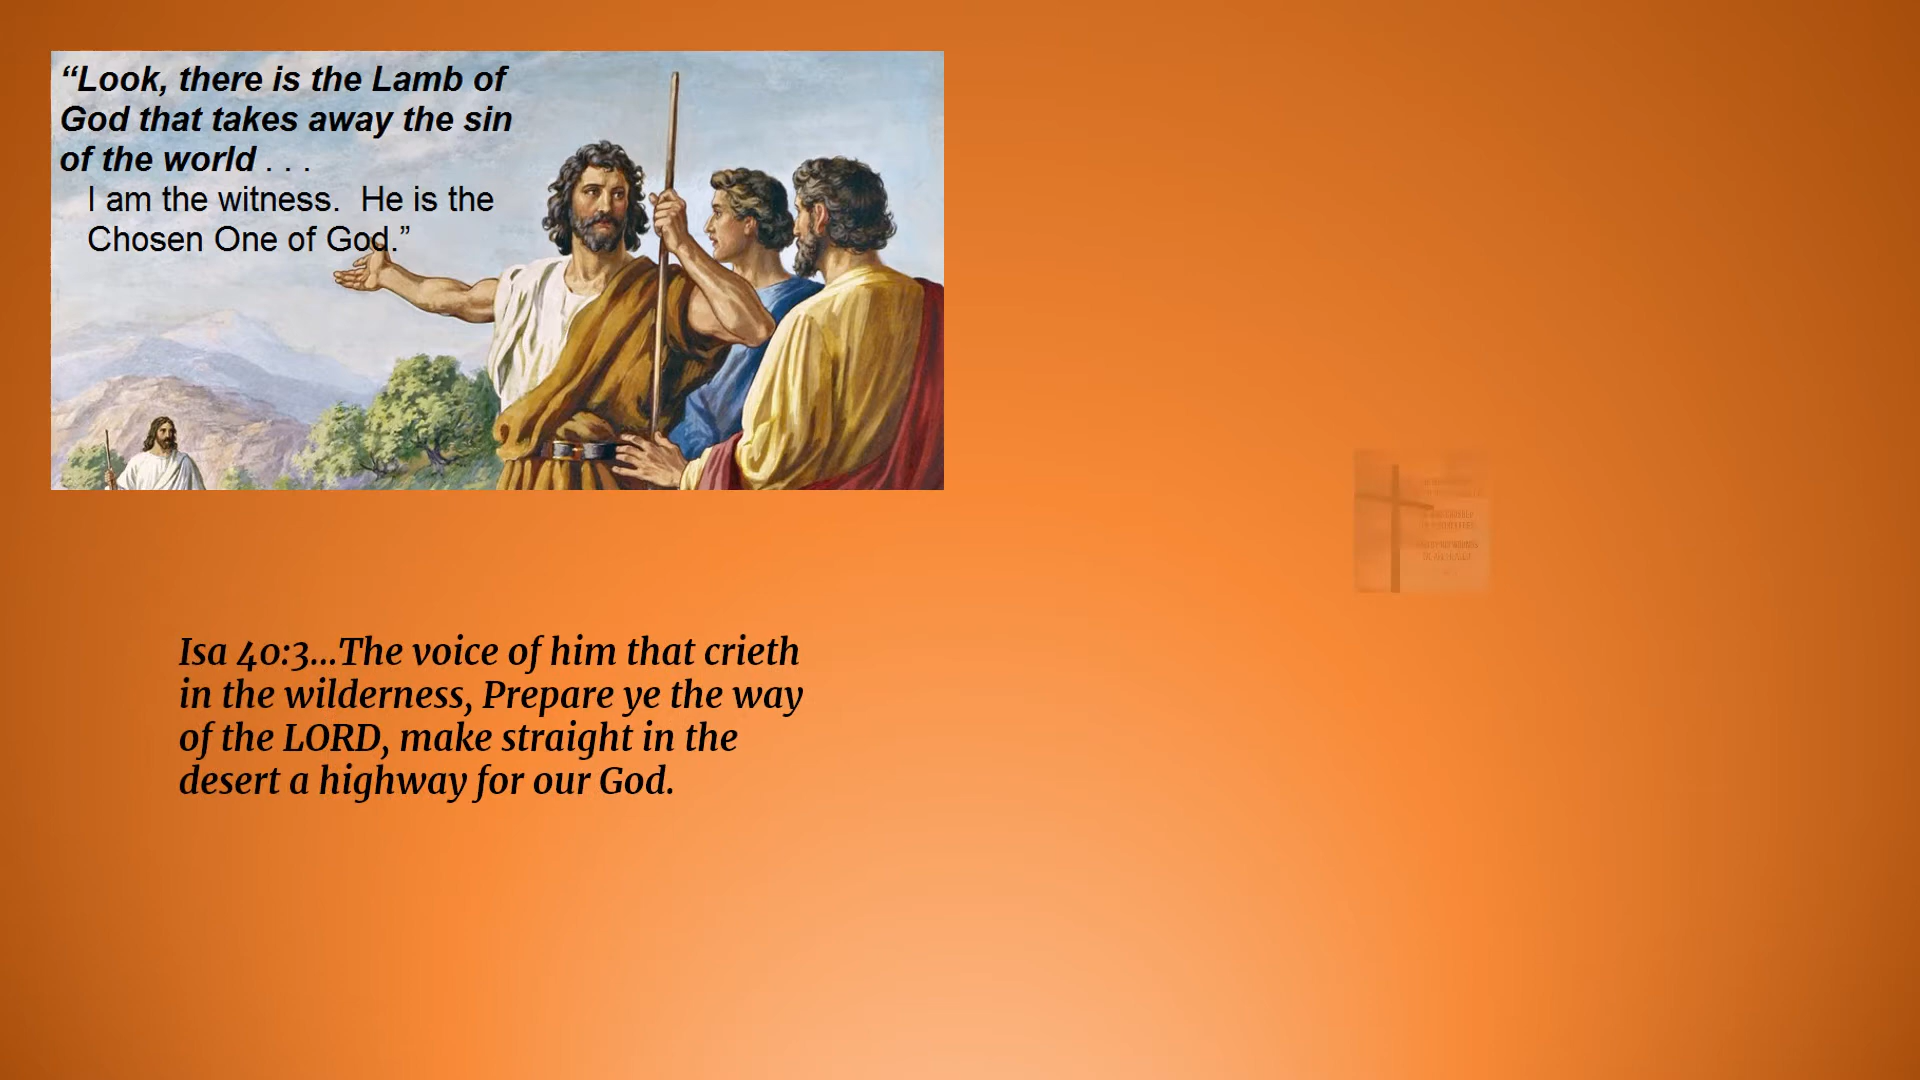 “Look, there is the Lamb of
God that takes away the sin
of the world . . .
I am the witness.  He is the
Chosen One of God.”
Isa 40:3...The voice of him that crieth
in the wilderness, Prepare ye the way
of the LORD, make straight in the
desert a highway for our God.